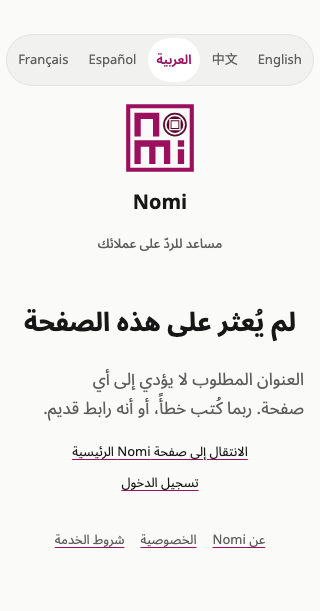 Français Español العربية 中文 English
nomi
Nomi
مساعد للردّ على عملائك
لم يُعثر على هذه الصفحة
العنوان المطلوب لا يؤدي إلى أي
صفحة. ربما كُتب خطأً، أو أنه رابط قديم.
الانتقال إلى صفحة Nomi الرئيسية
تسجيل الدخول
عن Nomi الخصوصية شروط الخدمة